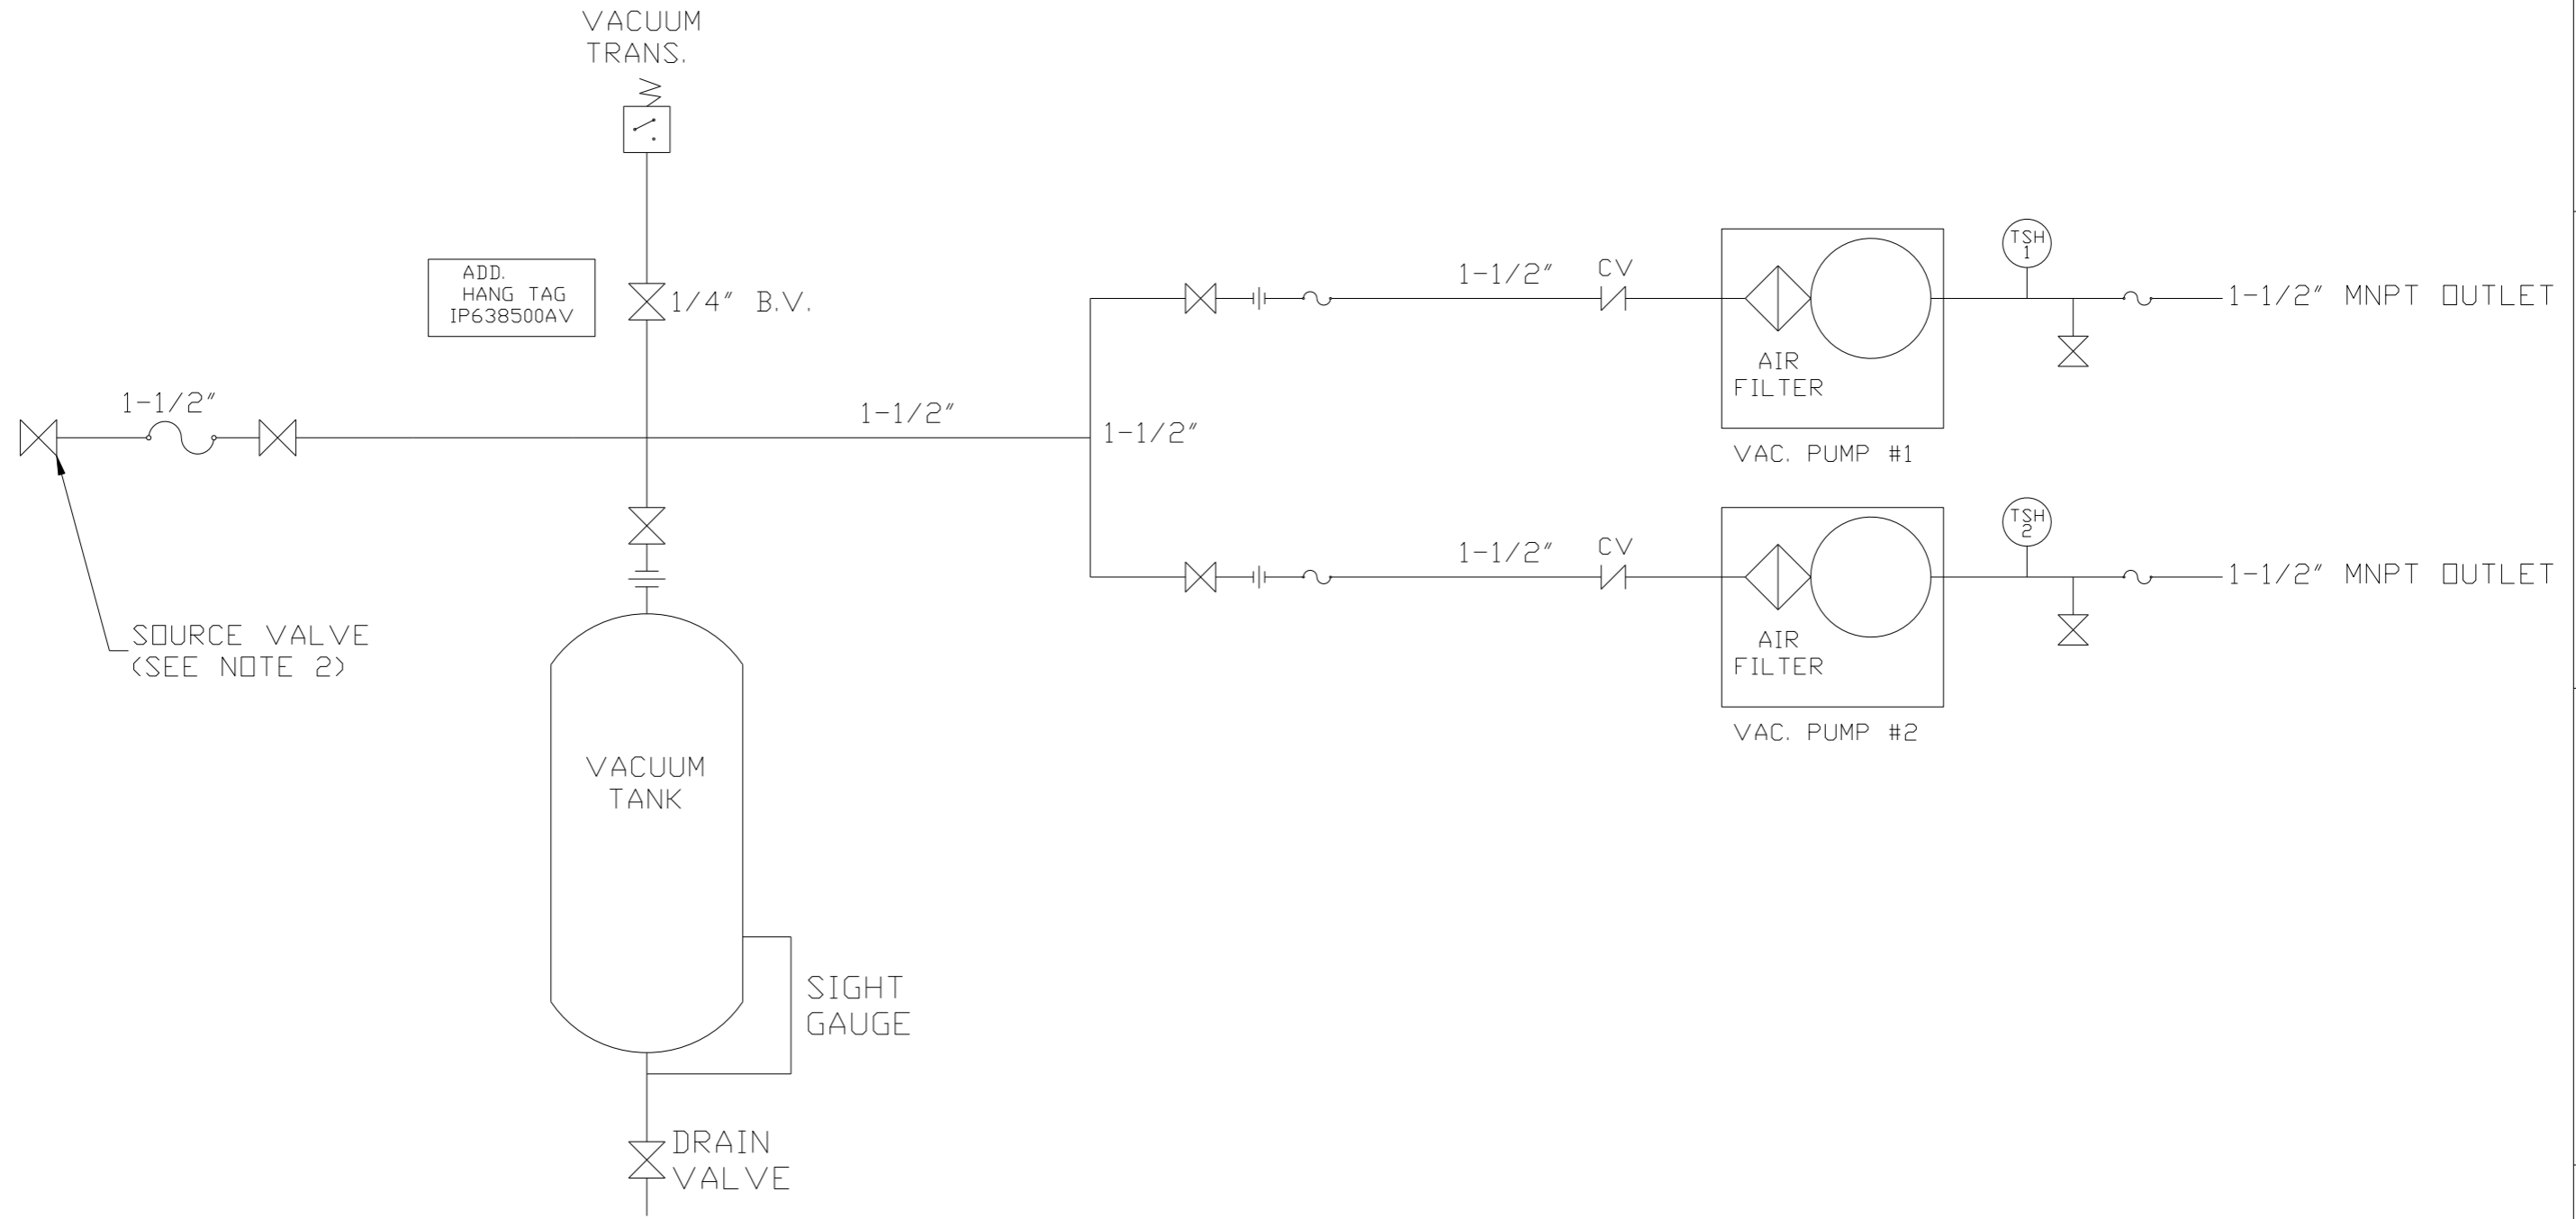 VACUUM
TRANS.
ADD.
HANG TAG
IP638500AV
1/4" B.V.
1-1/2"
1-1/2"
1-1/2"
SOURCE VALVE
(SEE NOTE 2)
1-1/2"
CV
AIR
FILTER
VAC. PUMP #1
TSH
1
1-1/2" MNPT OUTLET
1-1/2"
CV
AIR
FILTER
VAC. PUMP #2
TSH
2
1-1/2" MNPT OUTLET
VACUUM
TANK
SIGHT
GAUGE
DRAIN
VALVE